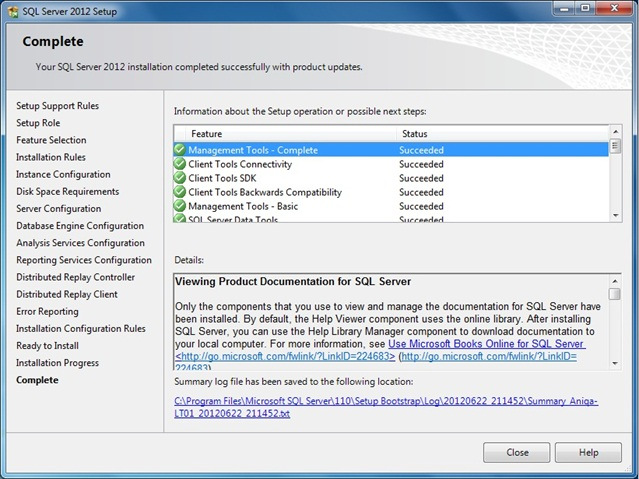 SQL Server 2012 Setup
Complete
Your SQL Server 2012 installation completed successfully with product updates.
Setup Support Rules
Setup Role
Feature Selection
Installation Rules
Instance Configuration
Disk Space Requirements
Server Configuration
Database Engine Configuration
Analysis Services Configuration
Reporting Services Configuration
Distributed Replay Controller
Distributed Replay Client
Error Reporting
Installation Configuration Rules
Ready to Install
Installation Progress
Complete
Information about the Setup operation or possible next steps:
Feature Status
Management Tools - Complete Succeeded
Client Tools Connectivity Succeeded
Client Tools SDK Succeeded
Client Tools Backwards Compatibility Succeeded
Management Tools - Basic Succeeded
SQL Server Data Tools Succeeded
Details:
Viewing Product Documentation for SQL Server
Only the components that you use to view and manage the documentation for SQL Server have
been installed. By default, the Help Viewer component uses the online library. After installing
SQL Server, you can use the Help Library Manager component to download documentation to
your local computer. For more information, see Use Microsoft Books Online for SQL Server
<http://go.microsoft.com/fwlink/?LinkID=224683> (http://go.microsoft.com/fwlink/?LinkID=
224683)
Summary log file has been saved to the following location:
C:\Program Files\Microsoft SQL Server\110\Setup Bootstrap\Log\20120622_211452\Summary_Aniqa-
LT01_20120622_211452.txt
Close Help